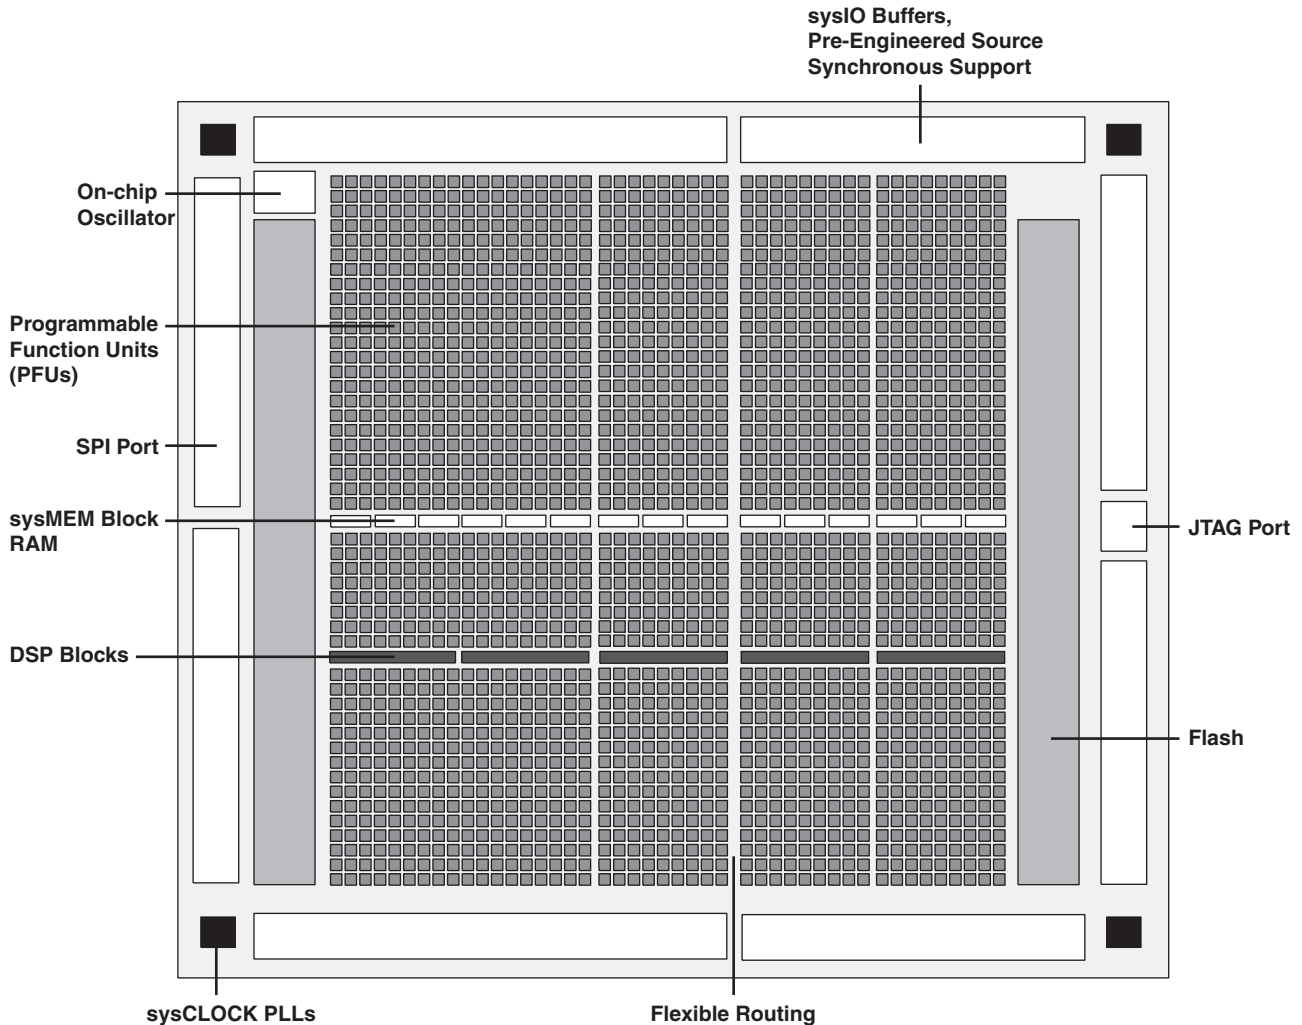 sysIO Buffers,
Pre-Engineered Source
Synchronous Support
On-chip
Oscillator
Programmable
Function Units
(PFUs)
SPI Port
sysMEM Block
RAM
JTAG Port
DSP Blocks
Flash
sysCLOCK PLLs
Flexible Routing